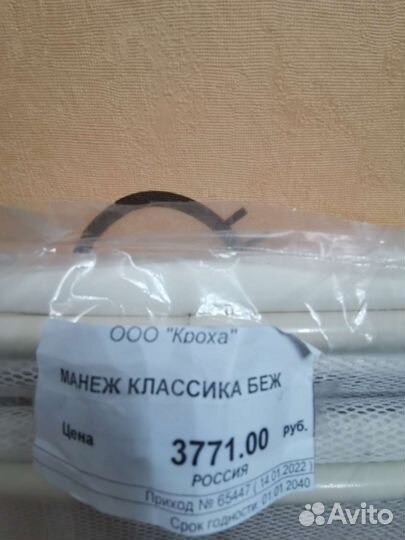 ООО "Кроха"
МАНЕЖ КЛАССИКА БЕЖ
Цена 3771.00 руб.
РОССИЯ
Приход № 65447 ( 14.01.2022 )
Срок годности 01.01.2040
Avito